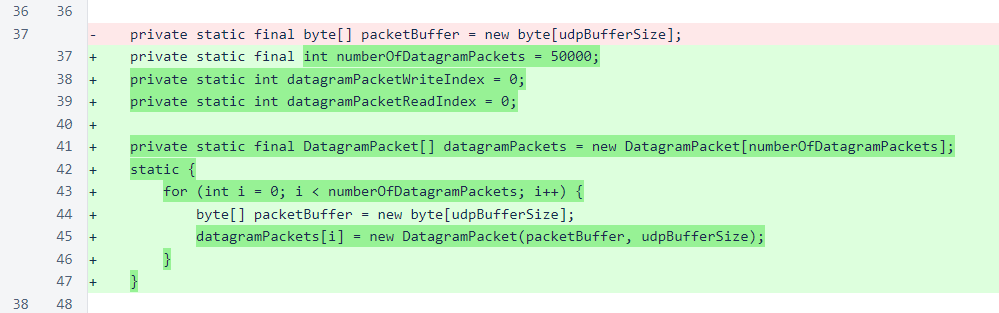 36 36
37 - private static final byte[] packetBuffer = new byte[udpBufferSize];
37 + private static final int numberOfDatagramPackets = 50000;
38 + private static int datagramPacketWriteIndex = 0;
39 + private static int datagramPacketReadIndex = 0;
40 +
41 + private static final DatagramPacket[] datagramPackets = new DatagramPacket[numberOfDatagramPackets];
42 + static {
43 + for (int i = 0; i < numberOfDatagramPackets; i++) {
44 + byte[] packetBuffer = new byte[udpBufferSize];
45 + datagramPackets[i] = new DatagramPacket(packetBuffer, udpBufferSize);
46 + }
47 + }
38 48